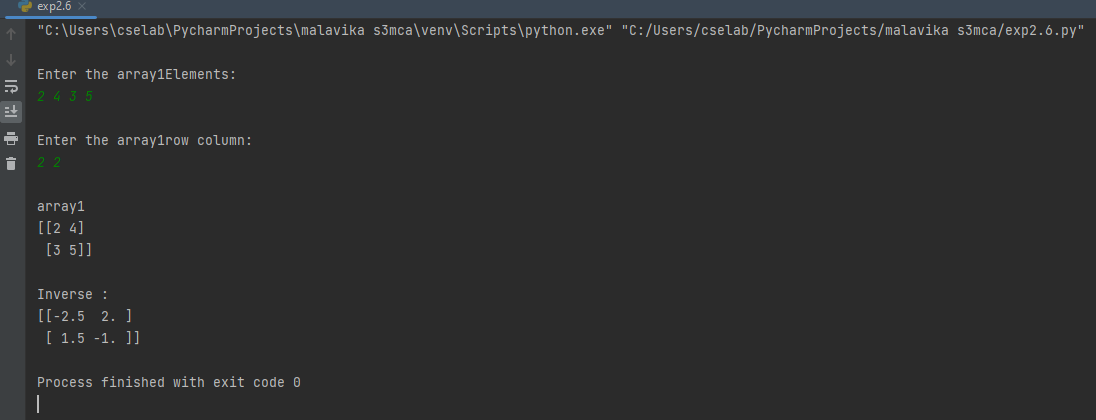 exp2.6
"C:\Users\cselab\PycharmProjects\malavika s3mca\venv\Scripts\python.exe" "C:/Users/cselab/PycharmProjects/malavika s3mca/exp2.6.py"
Enter the array1Elements:
2 4 3 5
Enter the array1row column:
2 2
array1
[[2 4]
 [3 5]]
Inverse :
[[-2.5  2. ]
 [ 1.5 -1. ]]
Process finished with exit code 0